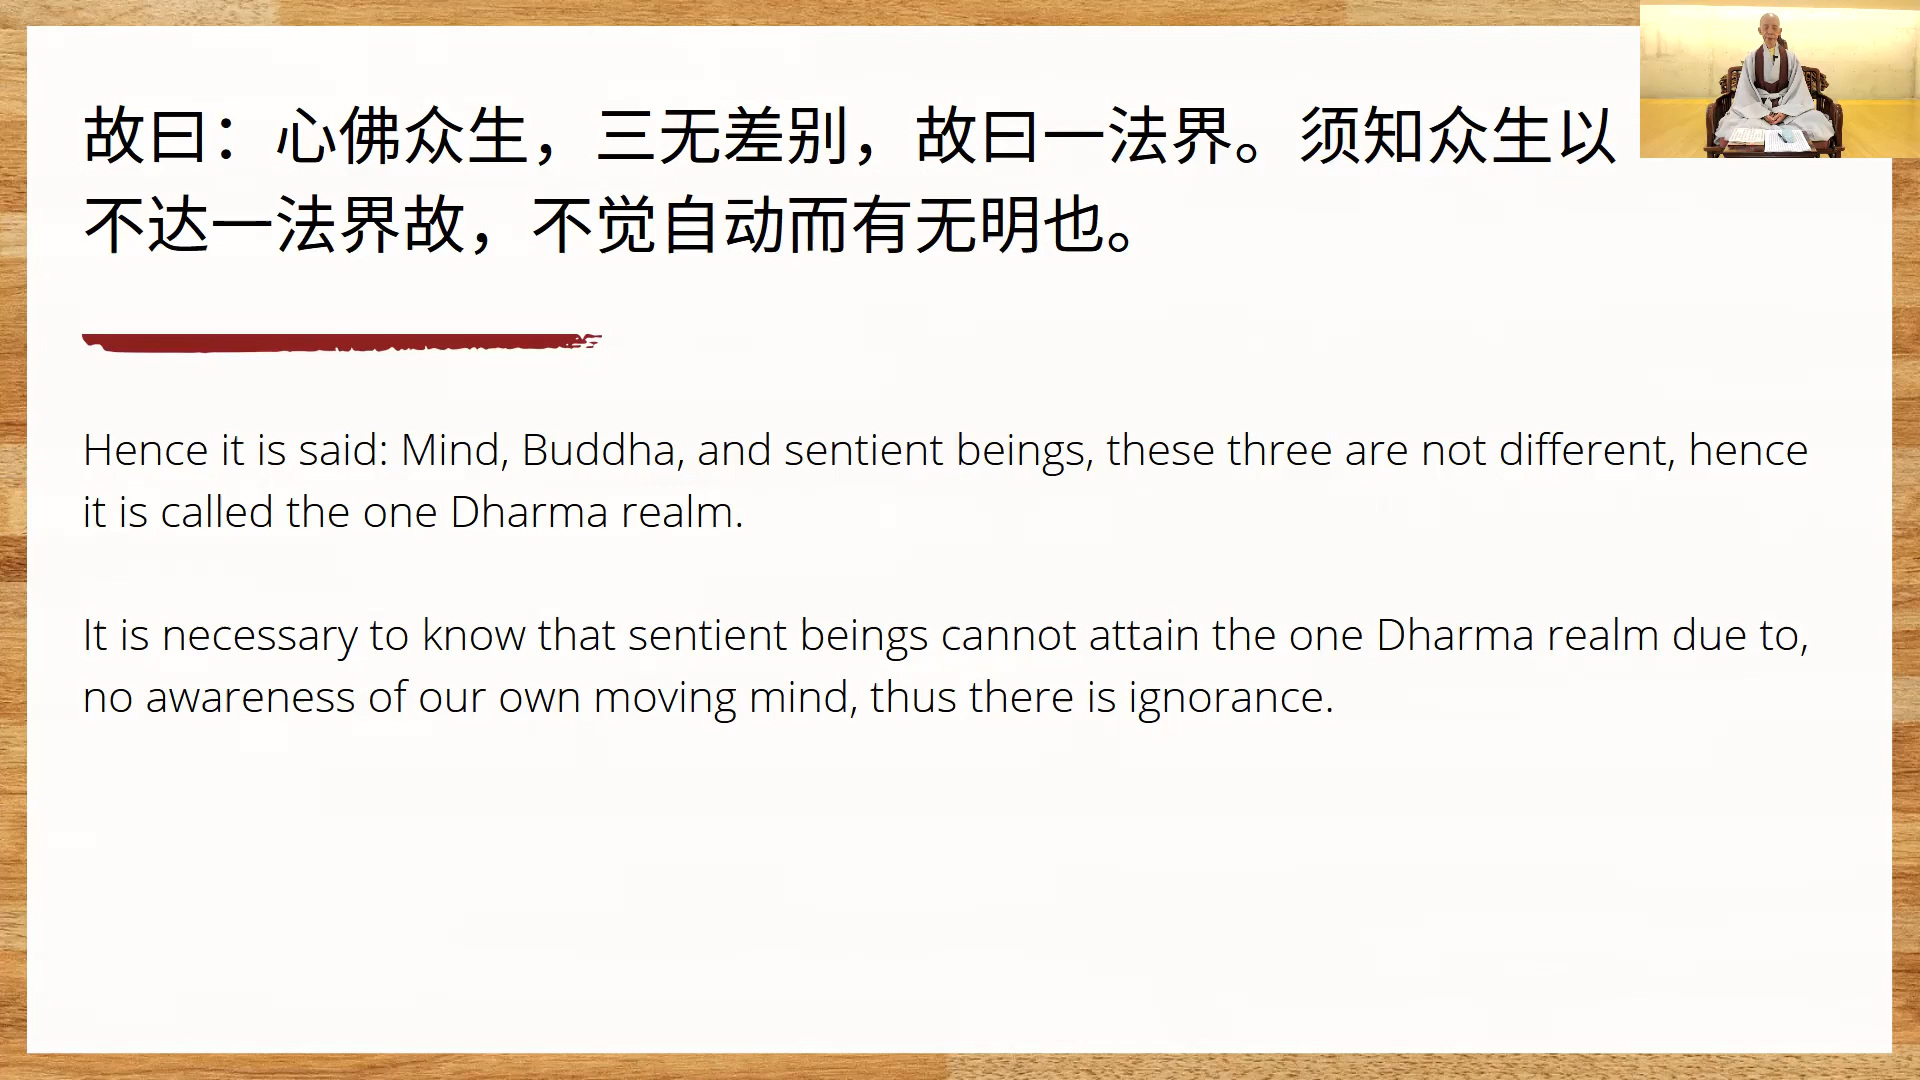 故曰：心佛众生，三无差别，故曰一法界。须知众生以
不达一法界故，不觉自动而有无明也。
Hence it is said: Mind, Buddha, and sentient beings, these three are not different, hence
it is called the one Dharma realm.
It is necessary to know that sentient beings cannot attain the one Dharma realm due to,
no awareness of our own moving mind, thus there is ignorance.